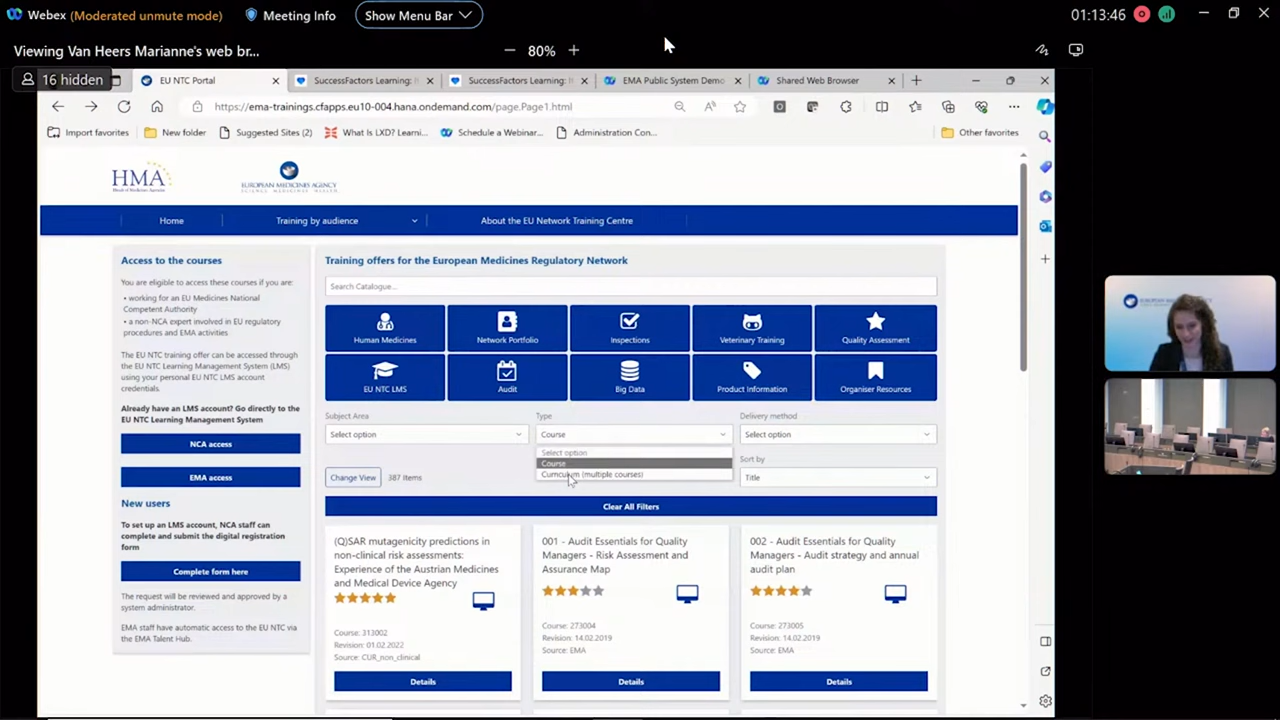 Webex
(Moderated unmute mode)
Meeting Info
Show Menu Bar
01:13:46
Viewing Van Heers Marianne's web br...
80%
16 hidden
EU NTC Portal
SuccessFactors Learning: I
SuccessFactors Learning: I
EMA Public System Demo
Shared Web Browser
https://ema-trainings.cfapps.eu10-004.hana.ondemand.com/page.Page1.html
Import favorites
New folder
Suggested Sites (2)
What Is LXD? Learni...
Schedule a Webinar...
Administration Con...
Other favorites
HMA
EUROPEAN MEDICINES AGENCY
SCIENCE MEDICINES HEALTH
Home
Training by audience
About the EU Network Training Centre
Access to the courses
You are eligible to access these courses if you are:
• working for an EU Medicines National
Competent Authority
• a non-NCA expert involved in EU regulatory
procedures and EMA activities
The EU NTC training offer can be accessed through
the EU NTC Learning Management System (LMS)
using your personal EU NTC LMS account
credentials.
Already have an LMS account? Go directly to the
EU NTC Learning Management System
NCA access
EMA access
New users
To set up an LMS account, NCA staff can
complete and submit the digital registration
form
Complete form here
The request will be reviewed and approved by a
system administrator.
EMA staff have automatic access to the EU NTC via
the EMA Talent Hub.
Training offers for the European Medicines Regulatory Network
Search Catalogue...
Human Medicines
Network Portfolio
Inspections
Veterinary Training
Quality Assessment
EU NTC LMS
Audit
Big Data
Product Information
Organiser Resources
Subject Area
Type
Delivery method
Select option
Course
Select option
Select option
Course
Curriculum (multiple courses)
Sort by
Change View
387 Items
Title
Clear All Filters
(Q)SAR mutagenicity predictions in
non-clinical risk assessments:
Experience of the Austrian Medicines
and Medical Device Agency
Course: 313002
Revision: 01.02.2022
Source: CUR_non_clinical
Details
001 - Audit Essentials for Quality
Managers - Risk Assessment and
Assurance Map
Course: 273004
Revision: 14.02.2019
Source: EMA
Details
002 - Audit Essentials for Quality
Managers - Audit strategy and annual
audit plan
Course: 273005
Revision: 14.02.2019
Source: EMA
Details